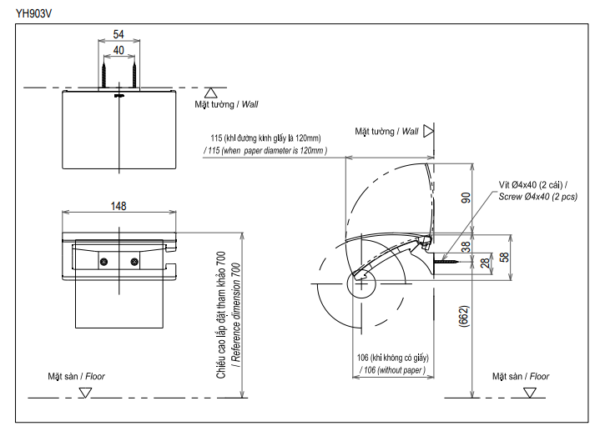 YH903V
54
40
Mặt tường / Wall
115 (khi đường kính giấy là 120mm)
/ 115 (when paper diameter is 120mm )
Mặt tường / Wall
Vít Ø4x40 (2 cái) /
Screw Ø4x40 (2 pcs)
90
148
38
28
58
Chiều cao lắp đặt tham khảo 700
/ Reference dimension 700
(662)
106 (khi không có giấy)
/ 106 (without paper )
Mặt sàn / Floor
Mặt sàn / Floor